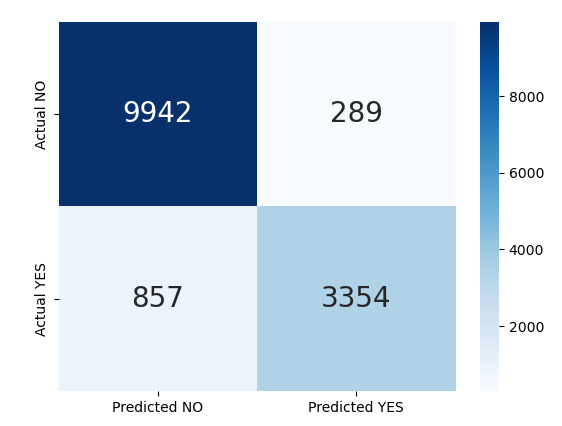 Actual NO
9942
289
Actual YES
857
3354
Predicted NO
Predicted YES
8000
6000
4000
2000